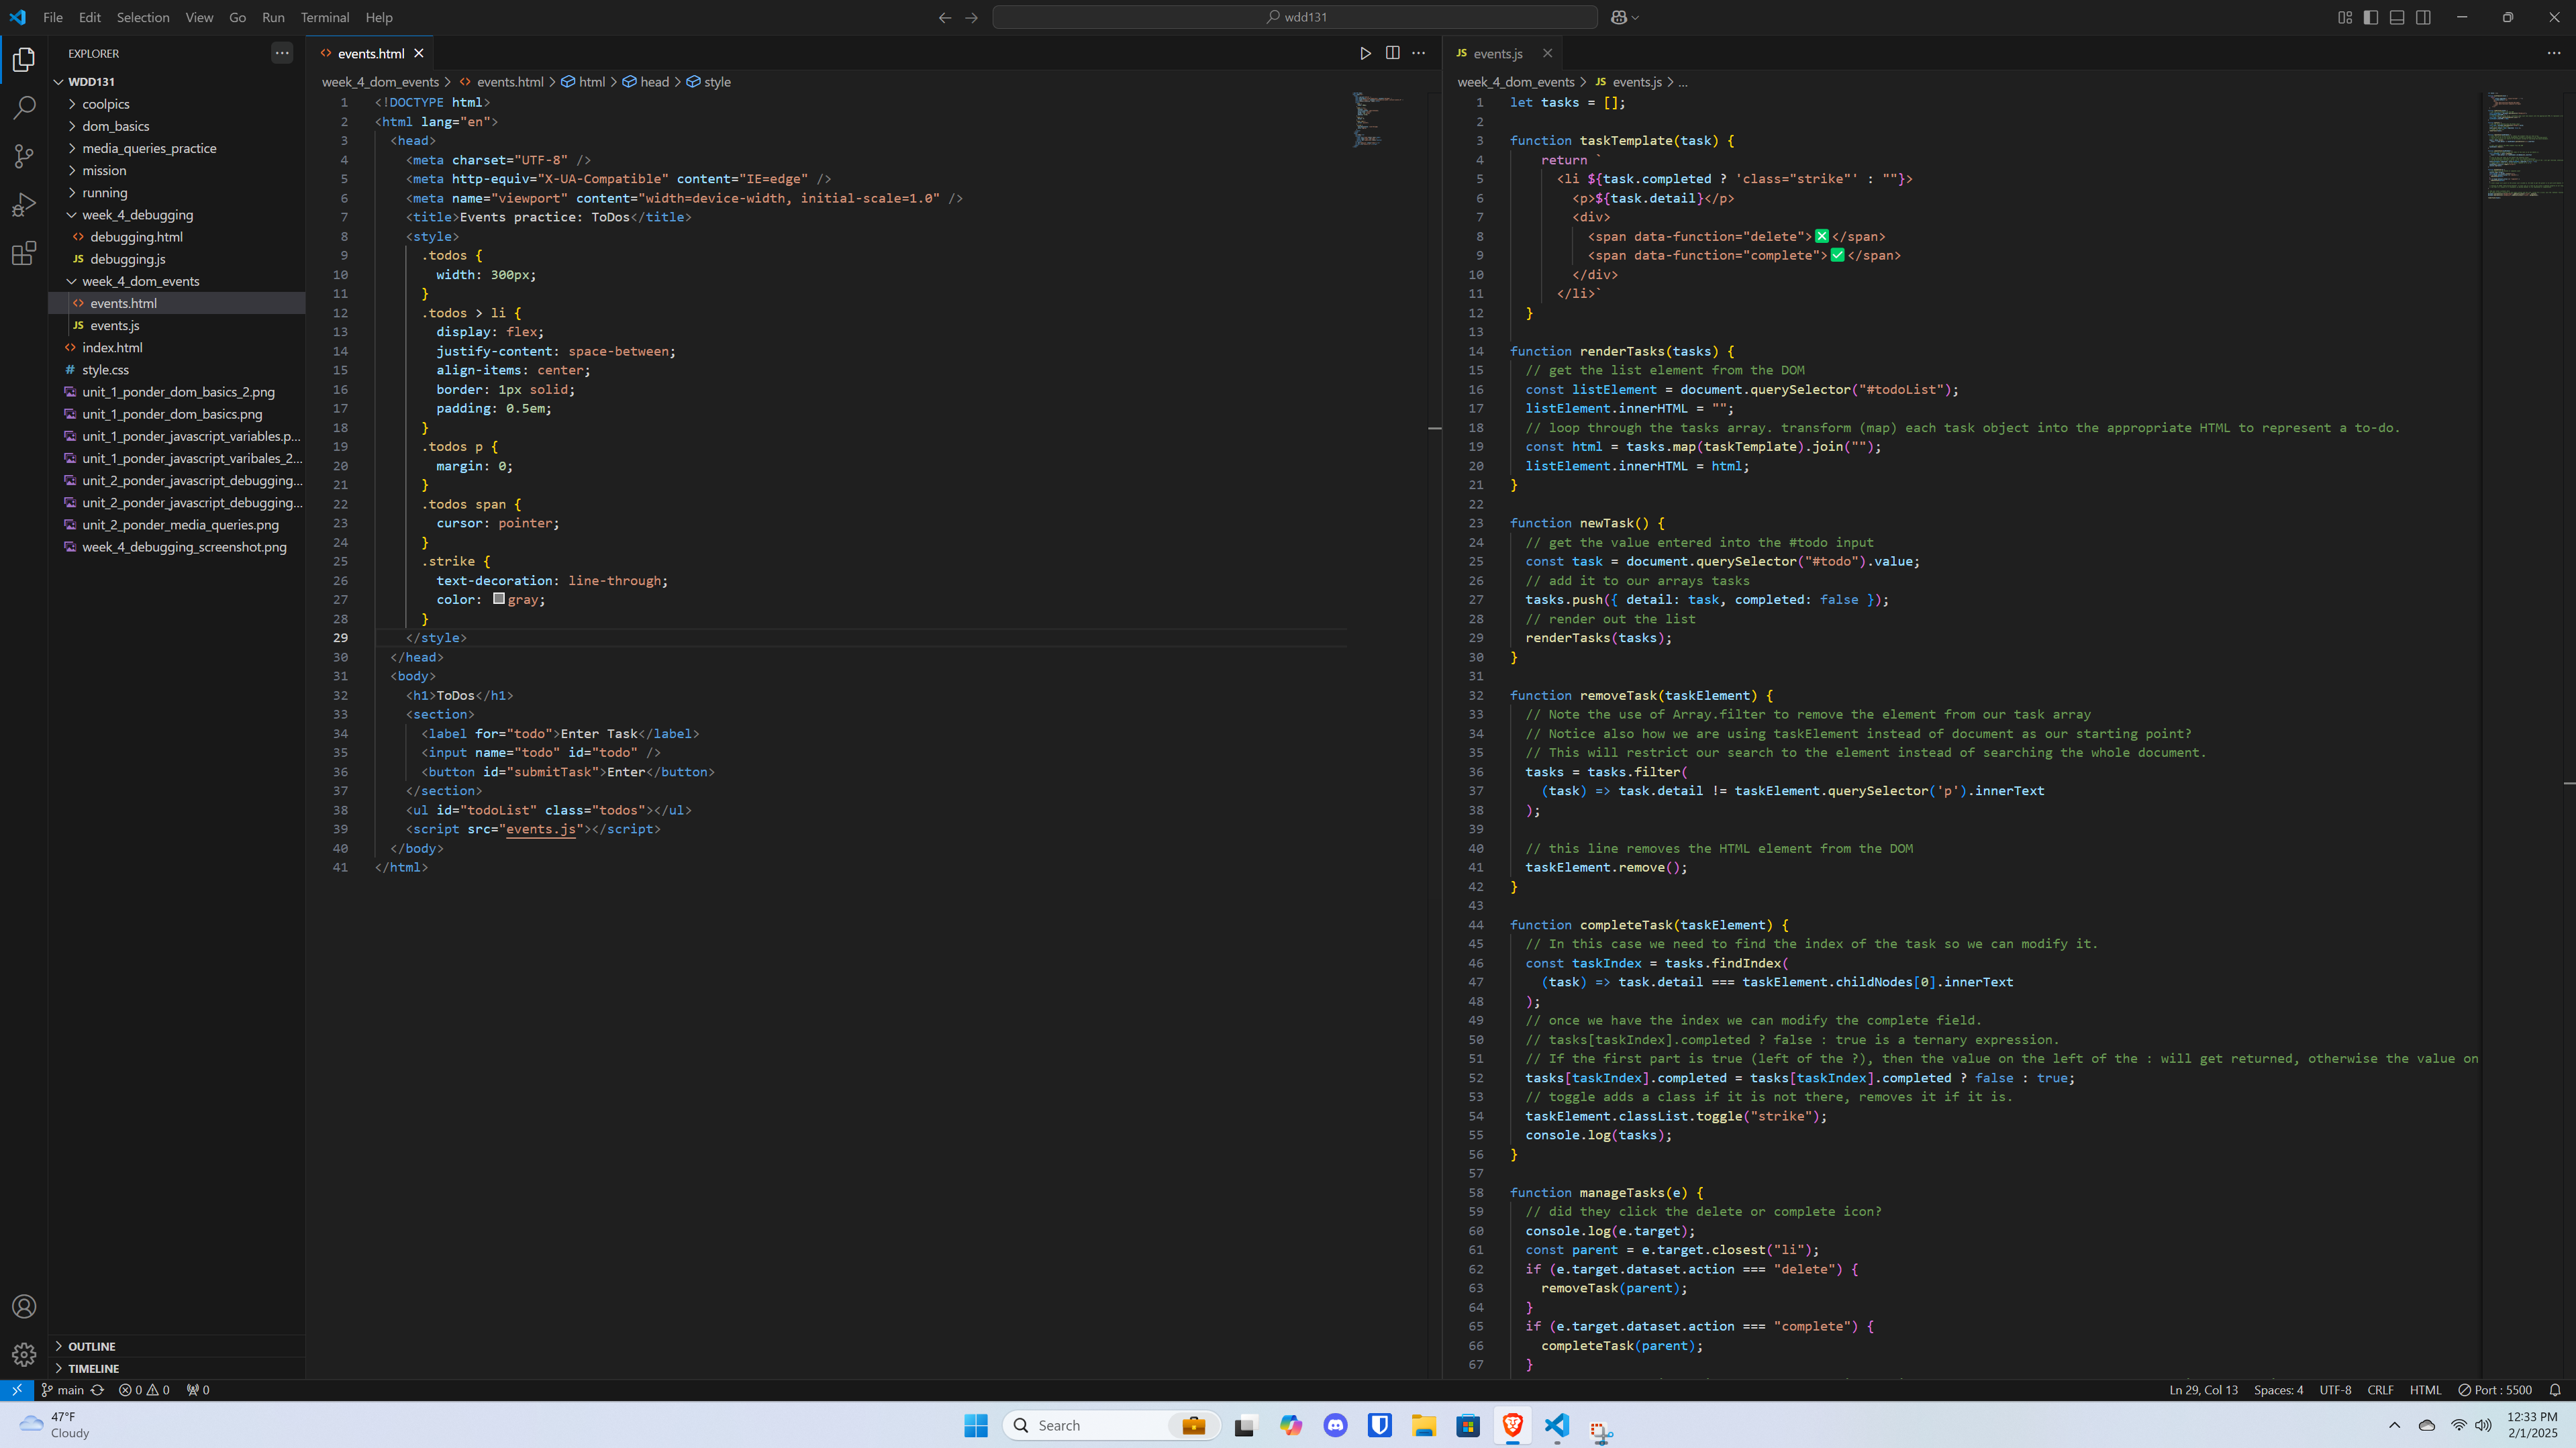 File Edit Selection View Go Run Terminal Help
wdd131
EXPLORER
WDD131
coolpics
dom_basics
media_queries_practice
mission
running
week_4_debugging
debugging.html
JS debugging.js
week_4_dom_events
events.html
JS events.js
index.html
# style.css
unit_1_ponder_dom_basics_2.png
unit_1_ponder_dom_basics.png
unit_1_ponder_javascript_variables.p...
unit_1_ponder_javascript_varibales_2...
unit_2_ponder_javascript_debugging...
unit_2_ponder_javascript_debugging...
unit_2_ponder_media_queries.png
week_4_debugging_screenshot.png
OUTLINE
TIMELINE
events.html
week_4_dom_events > events.html > html > head > style
1 <!DOCTYPE html>
2 <html lang="en">
3 <head>
4 <meta charset="UTF-8" />
5 <meta http-equiv="X-UA-Compatible" content="IE=edge" />
6 <meta name="viewport" content="width=device-width, initial-scale=1.0" />
7 <title>Events practice: ToDos</title>
8 <style>
9 .todos {
10 width: 300px;
11 }
12 .todos > li {
13 display: flex;
14 justify-content: space-between;
15 align-items: center;
16 border: 1px solid;
17 padding: 0.5em;
18 }
19 .todos p {
20 margin: 0;
21 }
22 .todos span {
23 cursor: pointer;
24 }
25 .strike {
26 text-decoration: line-through;
27 color: gray;
28 }
29 </style>
30 </head>
31 <body>
32 <h1>ToDos</h1>
33 <section>
34 <label for="todo">Enter Task</label>
35 <input name="todo" id="todo" />
36 <button id="submitTask">Enter</button>
37 </section>
38 <ul id="todoList" class="todos"></ul>
39 <script src="events.js"></script>
40 </body>
41 </html>
JS events.js
week_4_dom_events > JS events.js > ...
1 let tasks = [];
2
3 function taskTemplate(task) {
4 return `
5 <li ${task.completed ? 'class="strike"' : ""}>
6 <p>${task.detail}</p>
7 <div>
8 <span data-function="delete">❎</span>
9 <span data-function="complete">✅</span>
10 </div>
11 </li>`
12 }
13
14 function renderTasks(tasks) {
15 // get the list element from the DOM
16 const listElement = document.querySelector("#todoList");
17 listElement.innerHTML = "";
18 // loop through the tasks array. transform (map) each task object into the appropriate HTML to represent a to-do.
19 const html = tasks.map(taskTemplate).join("");
20 listElement.innerHTML = html;
21 }
22
23 function newTask() {
24 // get the value entered into the #todo input
25 const task = document.querySelector("#todo").value;
26 // add it to our arrays tasks
27 tasks.push({ detail: task, completed: false });
28 // render out the list
29 renderTasks(tasks);
30 }
31
32 function removeTask(taskElement) {
33 // Note the use of Array.filter to remove the element from our task array
34 // Notice also how we are using taskElement instead of document as our starting point?
35 // This will restrict our search to the element instead of searching the whole document.
36 tasks = tasks.filter(
37 (task) => task.detail != taskElement.querySelector('p').innerText
38 );
39
40 // this line removes the HTML element from the DOM
41 taskElement.remove();
42 }
43
44 function completeTask(taskElement) {
45 // In this case we need to find the index of the task so we can modify it.
46 const taskIndex = tasks.findIndex(
47 (task) => task.detail === taskElement.childNodes[0].innerText
48 );
49 // once we have the index we can modify the complete field.
50 // tasks[taskIndex].completed ? false : true is a ternary expression.
51 // If the first part is true (left of the ?), then the value on the left of the : will get returned, otherwise the value on
52 tasks[taskIndex].completed = tasks[taskIndex].completed ? false : true;
53 // toggle adds a class if it is not there, removes it if it is.
54 taskElement.classList.toggle("strike");
55 console.log(tasks);
56 }
57
58 function manageTasks(e) {
59 // did they click the delete or complete icon?
60 console.log(e.target);
61 const parent = e.target.closest("li");
62 if (e.target.dataset.action === "delete") {
63 removeTask(parent);
64 }
65 if (e.target.dataset.action === "complete") {
66 completeTask(parent);
67 }
main 0 0 0
Ln 29, Col 13 Spaces: 4 UTF-8 CRLF HTML Port : 5500
47°F
Cloudy
Search
12:33 PM
2/1/2025